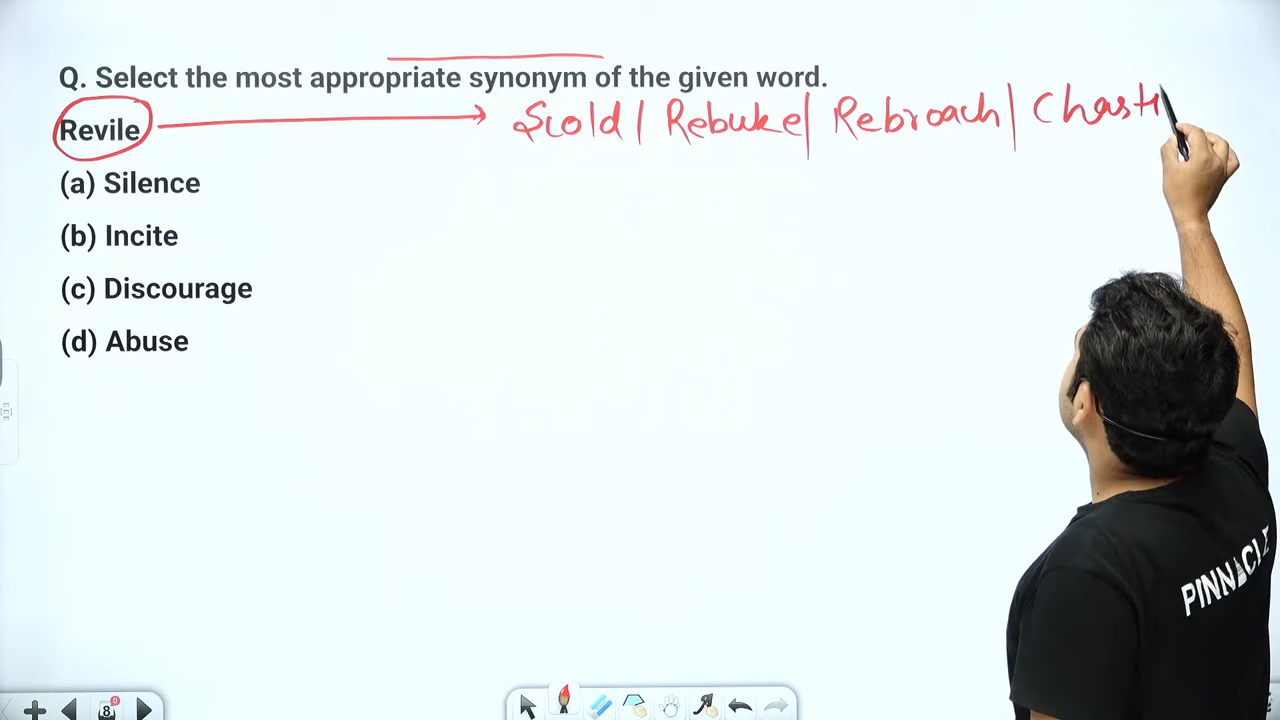 Q. Select the most appropriate synonym of the given word.
Revile → Scold | Rebuke | Rebroach | Chasti
(a) Silence
(b) Incite
(c) Discourage
(d) Abuse
PINNACLE
8